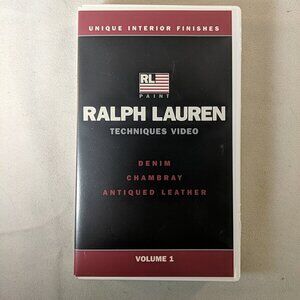 UNIQUE INTERIOR FINISHES
RL
PAINT
RALPH LAUREN
TECHNIQUES VIDEO
DENIM
CHAMBRAY
ANTIQUED LEATHER
VOLUME 1